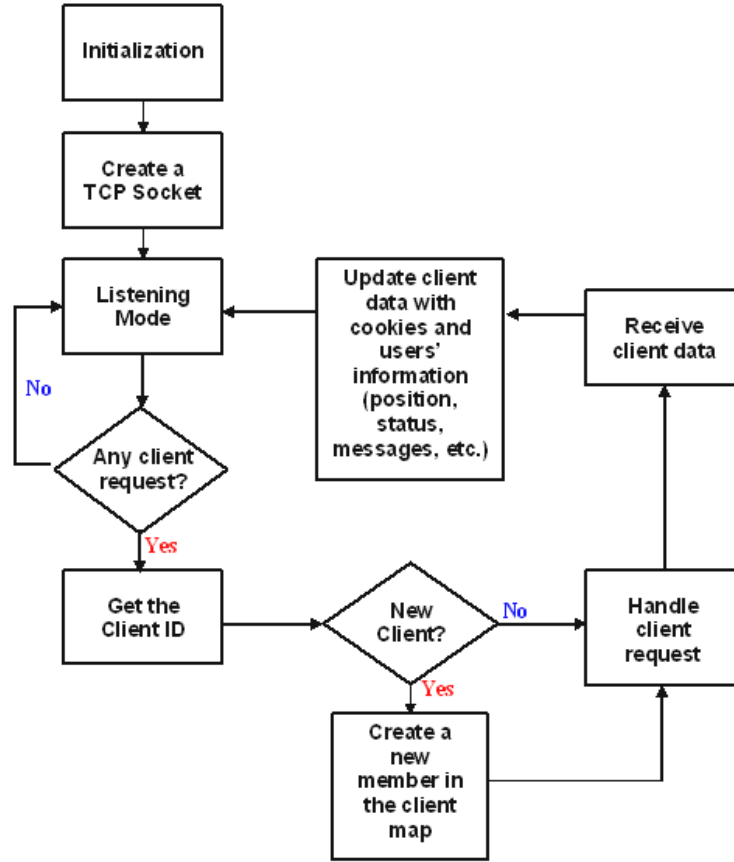 Initialization
Create a
TCP Socket
Listening
Mode
No
Any client
request?
Yes
Get the
Client ID
New
Client?
No
Yes
Create a
new
member in
the client
map
Handle
client
request
Receive
client data
Update client
data with
cookies and
users’
information
(position,
status,
messages, etc.)